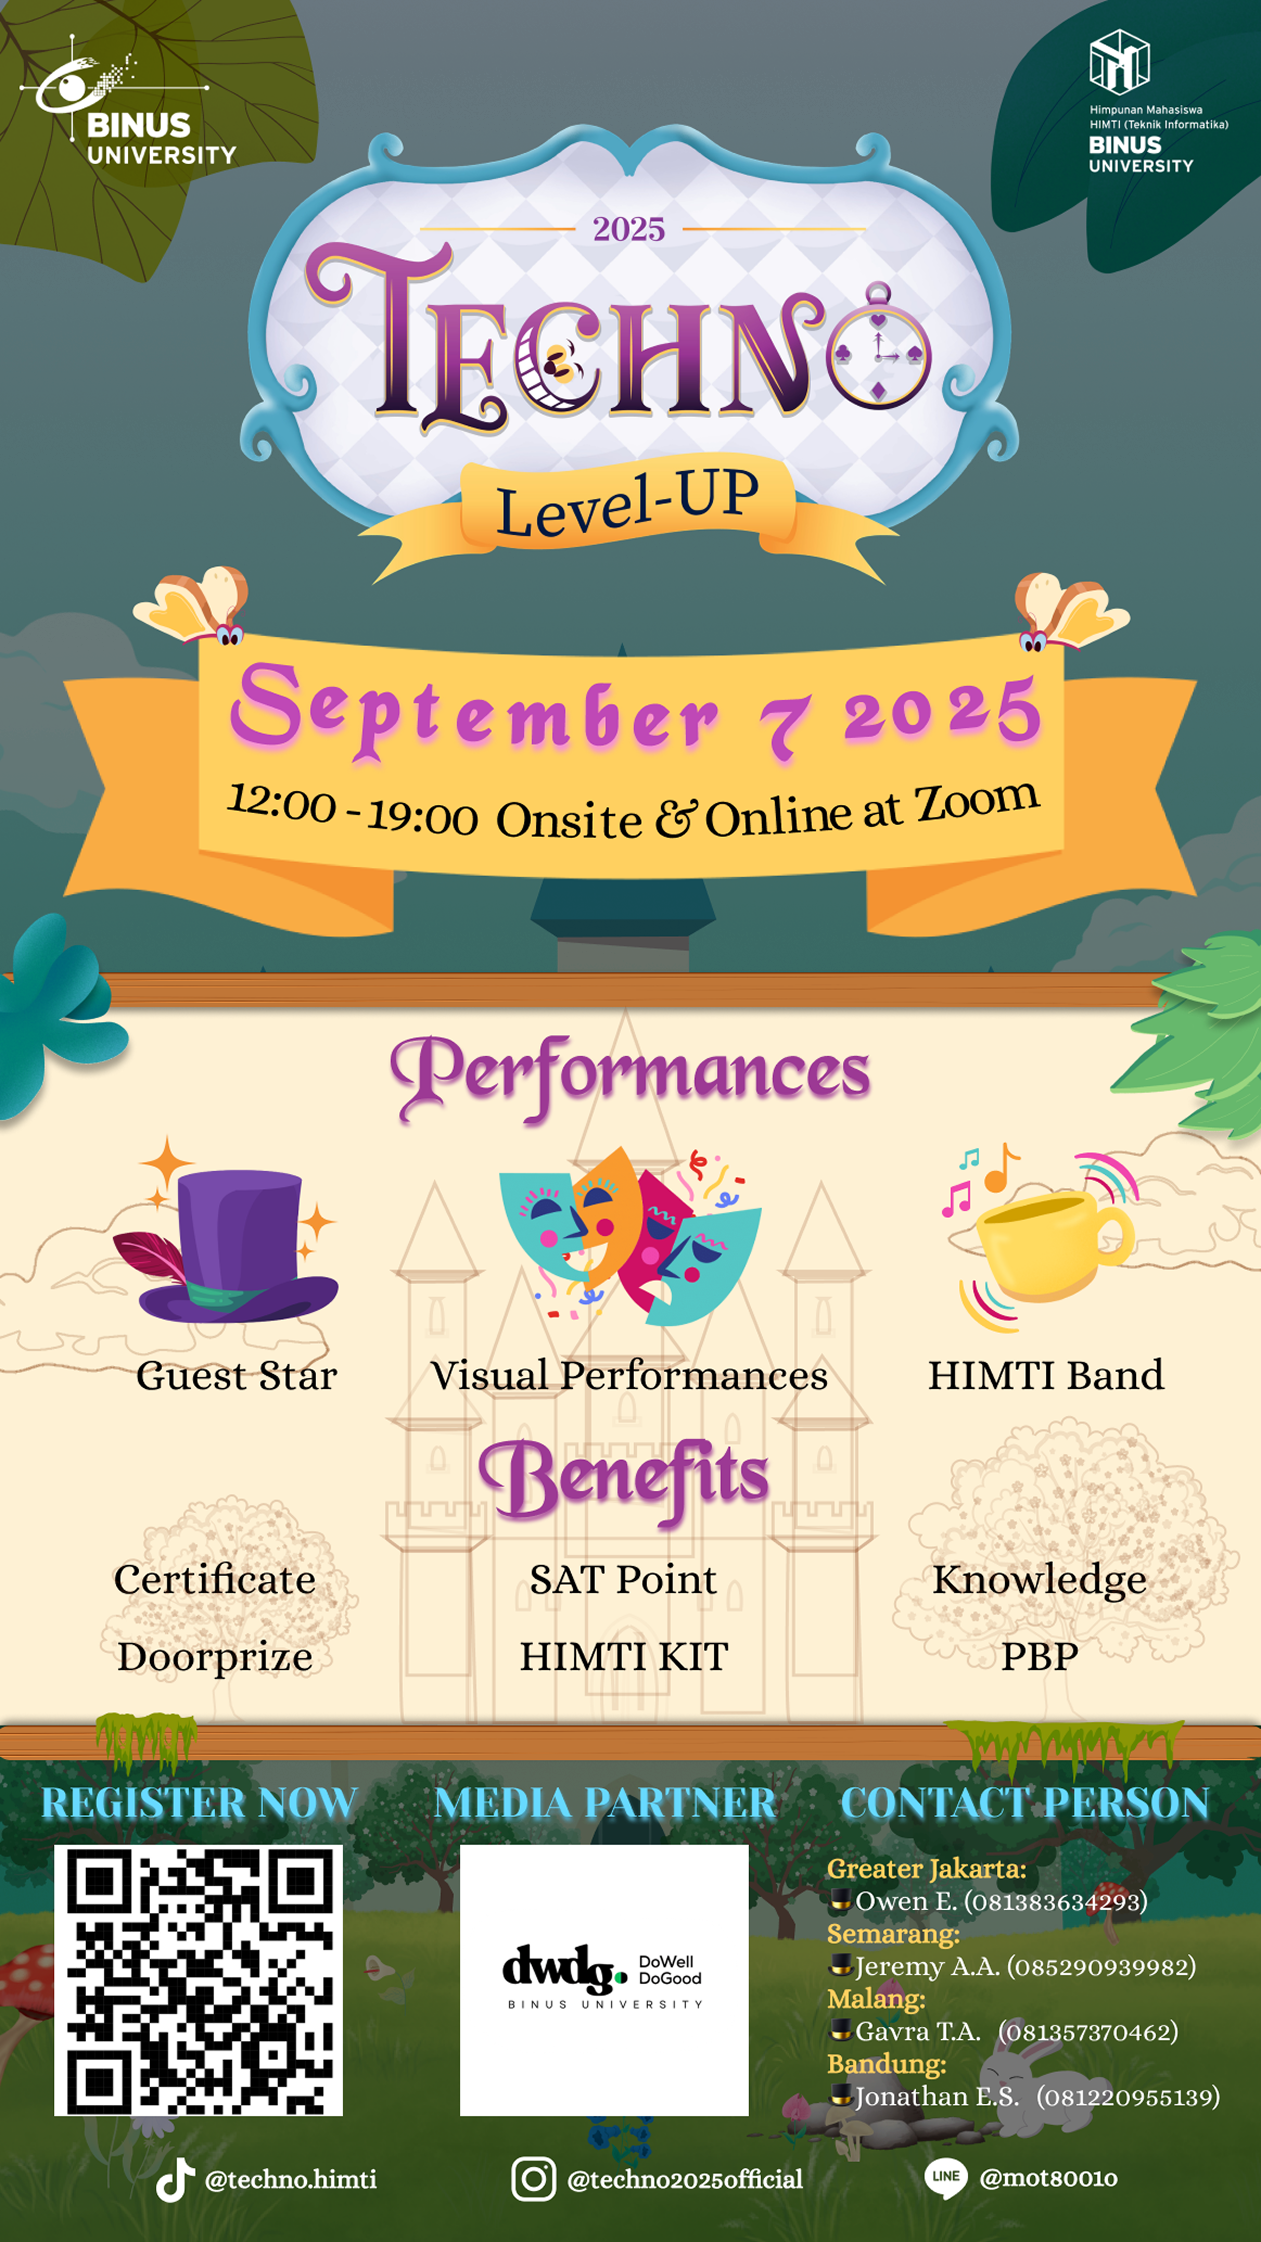 BINUS
UNIVERSITY
Himpunan Mahasiswa
HIMTI (Teknik Informatika)
BINUS
UNIVERSITY
2025
TECHNO
Level-UP
September 7 2025
12:00 - 19:00 Onsite & Online at Zoom
Performances
Guest Star
Visual Performances
HIMTI Band
Benefits
Certificate
SAT Point
Knowledge
Doorprize
HIMTI KIT
PBP
REGISTER NOW
MEDIA PARTNER
dwdg.
DoWell
DoGood
BINUS UNIVERSITY
CONTACT PERSON
Greater Jakarta:
Owen E. (081383634293)
Semarang:
Jeremy A.A. (085290939982)
Malang:
Gavra T.A. (081357370462)
Bandung:
Jonathan E.S. (081220955139)
@techno.himti
@techno2025official
LINE
@mot8001o